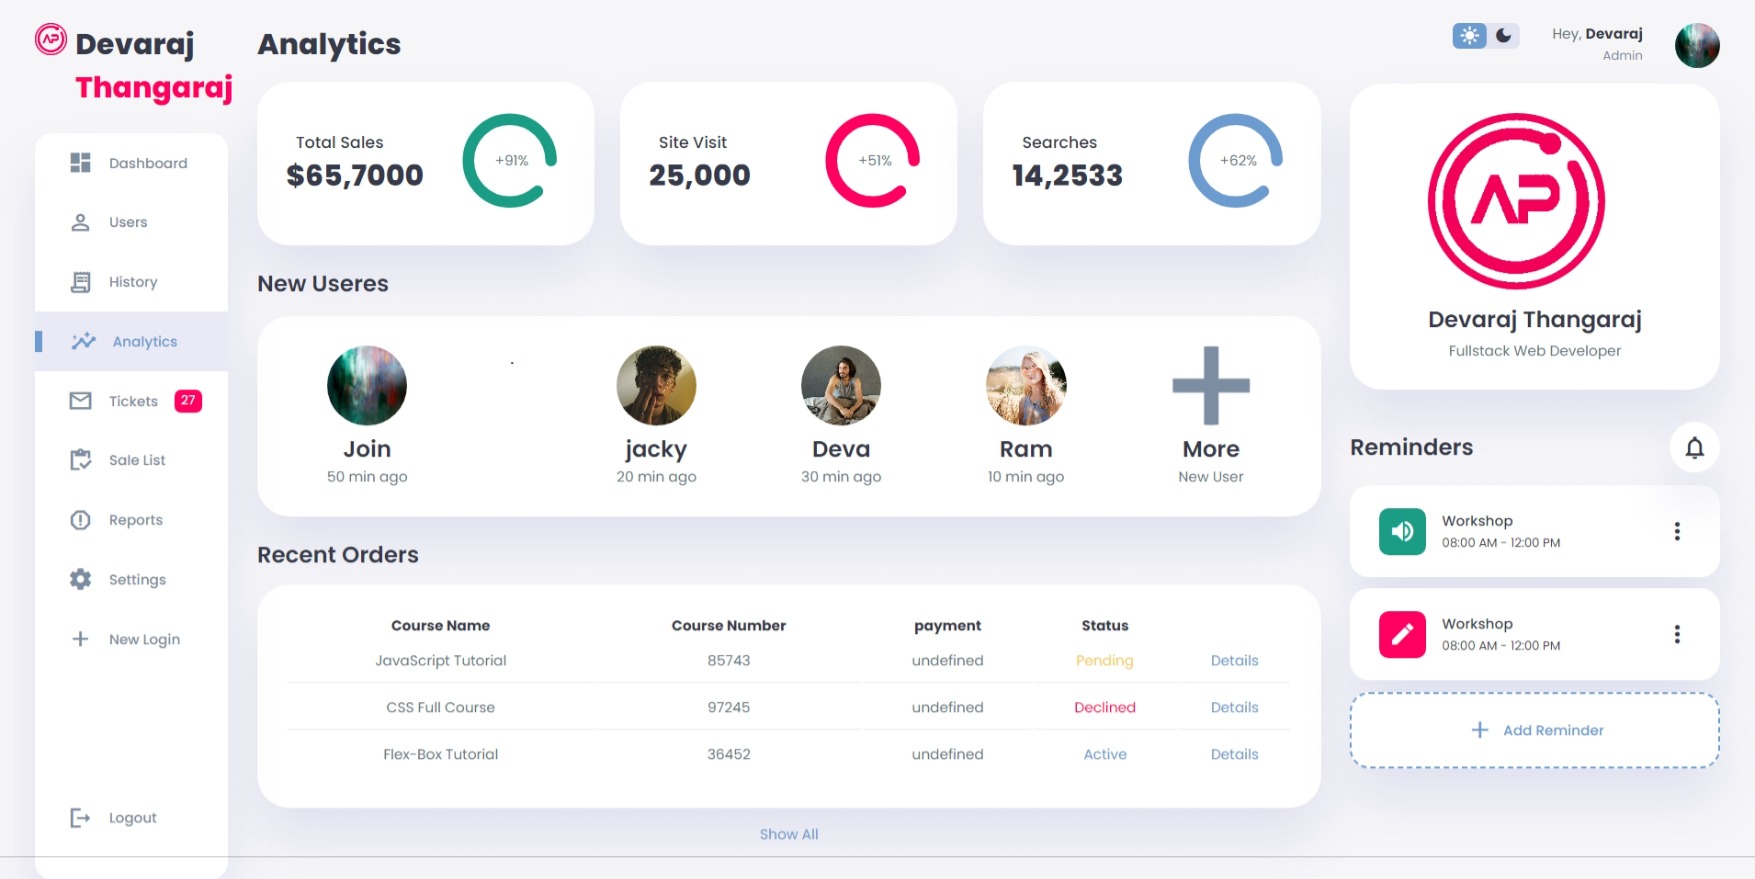 AP
Devaraj
Thangaraj
Dashboard
Users
History
Analytics
Tickets 27
Sale List
Reports
Settings
New Login
Logout
Analytics
Total Sales
$65,7000
+91%
Site Visit
25,000
+51%
Searches
14,2533
+62%
New Useres
Join
50 min ago
.
jacky
20 min ago
Deva
30 min ago
Ram
10 min ago
More
New User
Recent Orders
Course Name Course Number payment Status
JavaScript Tutorial 85743 undefined Pending Details
CSS Full Course 97245 undefined Declined Details
Flex-Box Tutorial 36452 undefined Active Details
Show All
Hey, Devaraj
Admin
AP
Devaraj Thangaraj
Fullstack Web Developer
Reminders
Workshop
08:00 AM - 12:00 PM
Workshop
08:00 AM - 12:00 PM
Add Reminder